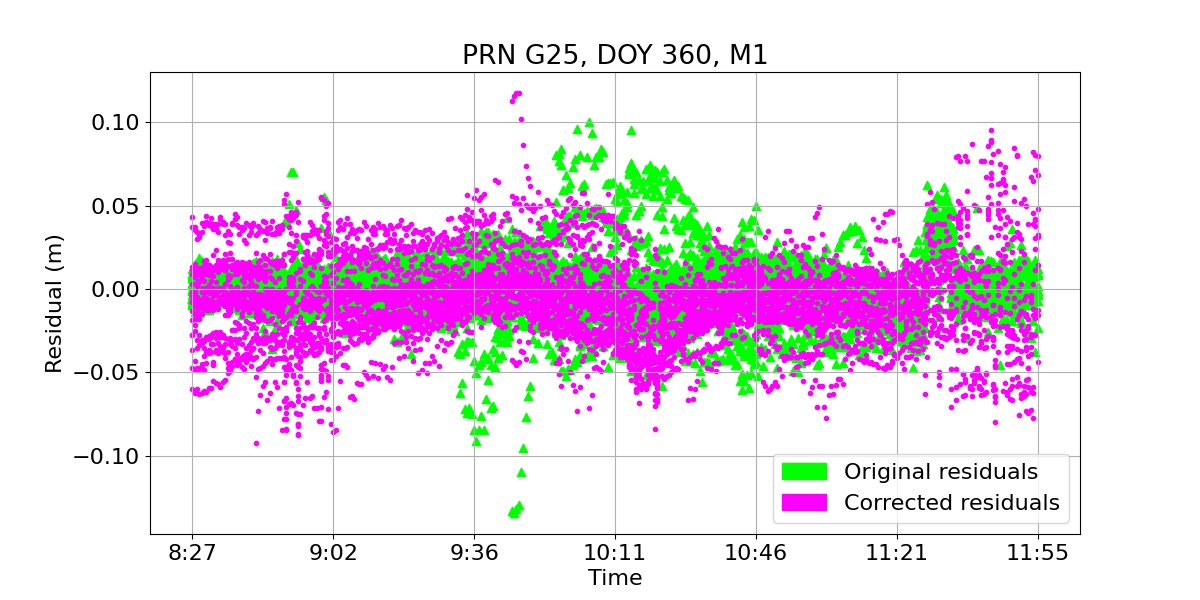 PRN G25, DOY 360, M1
Residual (m)
0.10
0.05
0.00
−0.05
−0.10
Original residuals
Corrected residuals
8:27 9:02 9:36 10:11 10:46 11:21 11:55
Time